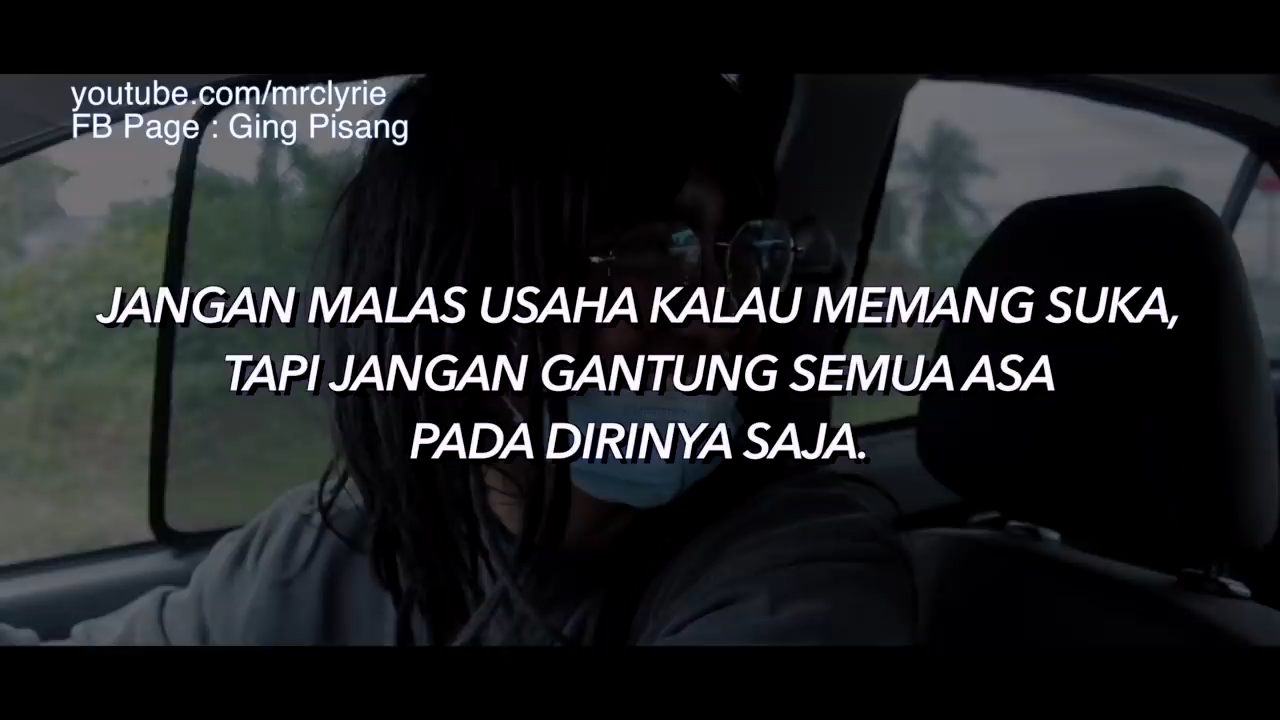 youtube.com/mrclyrie
FB Page : Ging Pisang
JANGAN MALAS USAHA KALAU MEMANG SUKA,
TAPI JANGAN GANTUNG SEMUA ASA
PADA DIRINYA SAJA.